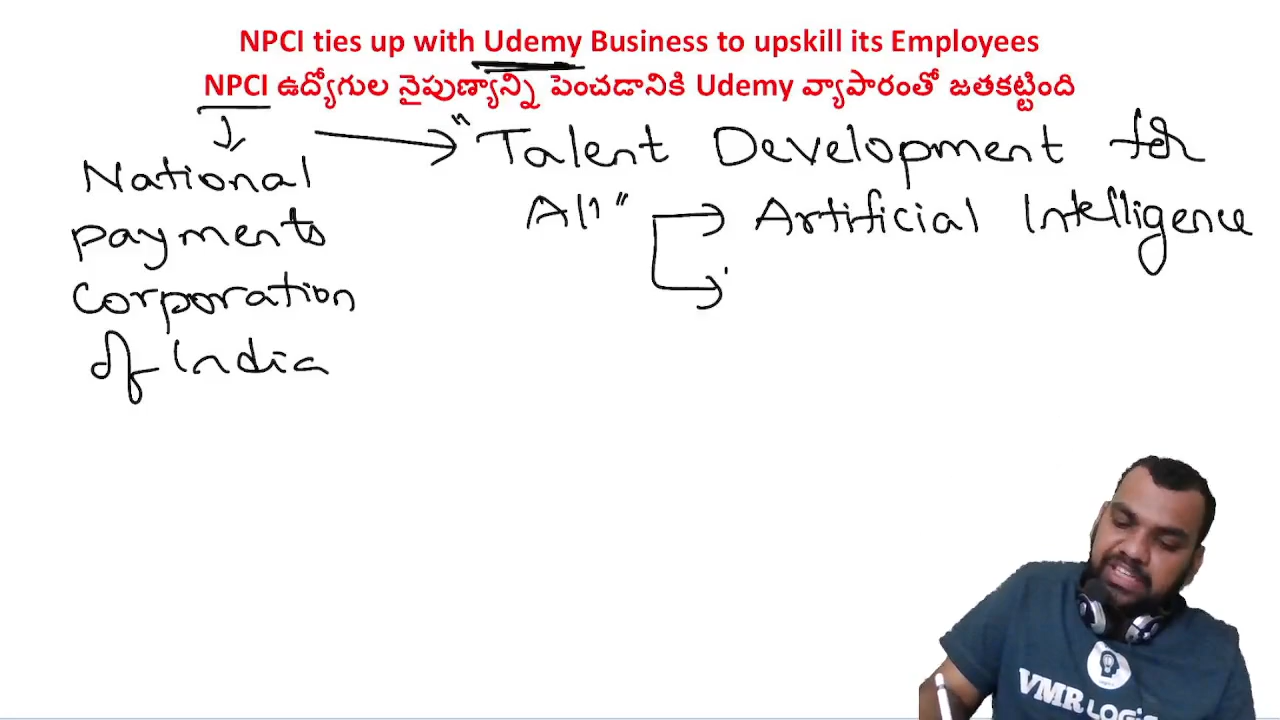 NPCI ties up with Udemy Business to upskill its Employees
NPCI ఉద్యోగుల నైపుణ్యాన్ని పెంచడానికి Udemy వ్యాపారంతో జతకట్టింది
"Talent Development for
All"
Artificial Intelligence
National
payments
corporation
of India
VMR LOGI